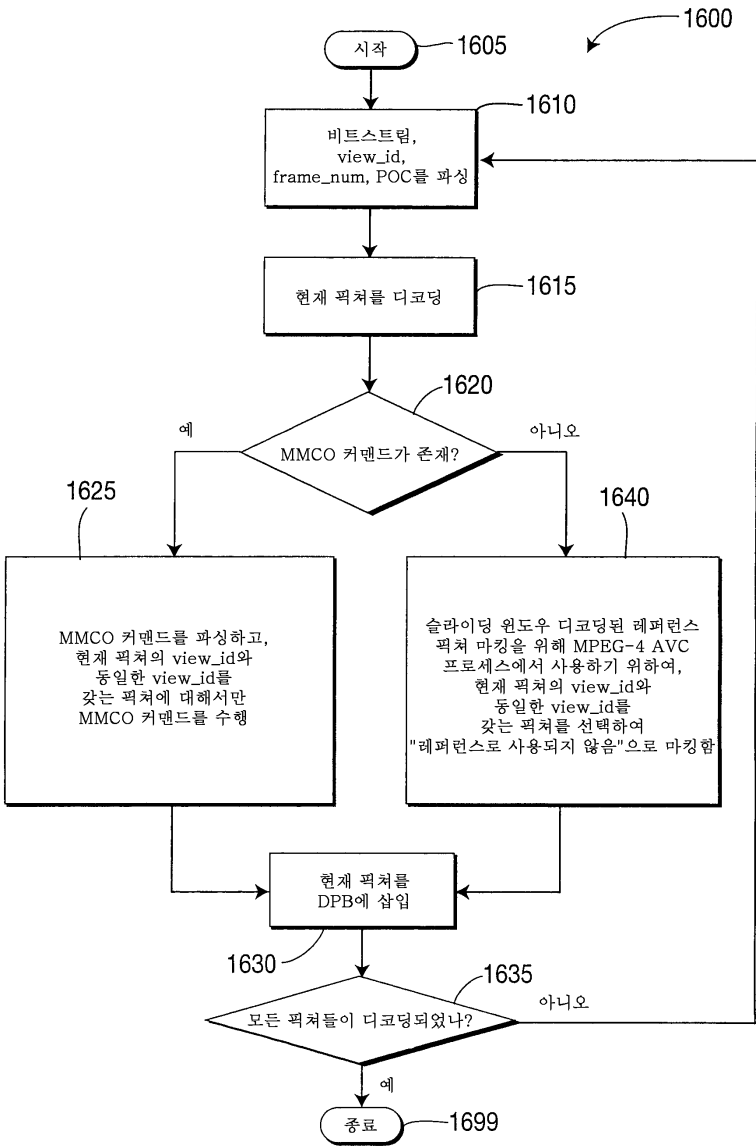 1600
시작
1605
1610
비트스트림,
view_id,
frame_num, POC를 파싱
현재 픽쳐를 디코딩
1615
1620
예
아니오
MMCO 커맨드가 존재?
1625
1640
MMCO 커맨드를 파싱하고,
현재 픽쳐의 view_id와
동일한 view_id를
갖는 픽쳐에 대해서만
MMCO 커맨드를 수행
슬라이딩 윈도우 디코딩된 레퍼런스
픽쳐 마킹을 위해 MPEG-4 AVC
프로세스에서 사용하기 위하여,
현재 픽쳐의 view_id와
동일한 view_id를
갖는 픽쳐를 선택하여
"레퍼런스로 사용되지 않음"으로 마킹함
현재 픽쳐를
DPB에 삽입
1630
1635
모든 픽쳐들이 디코딩되었나?
아니오
예
종료
1699